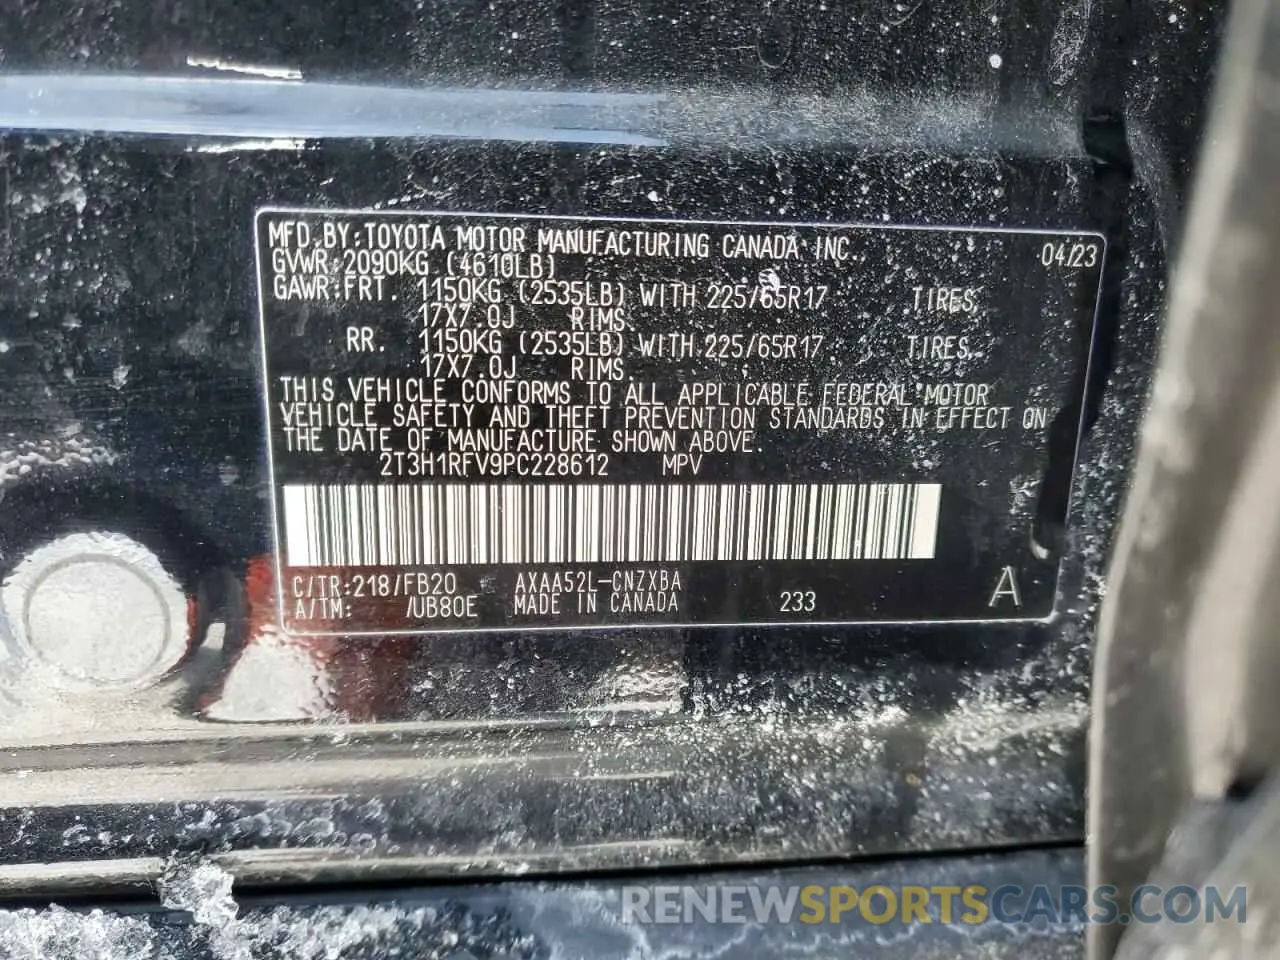 MFD.BY:TOYOTA MOTOR MANUFACTURING CANADA INC. 04/23
GVWR:2090KG (4610LB)
GAWR:FRT. 1150KG (2535LB) WITH 225/65R17 TIRES,
17X7.0J RIMS.
RR. 1150KG (2535LB) WITH 225/65R17 TIRES,
17X7.0J RIMS.
THIS VEHICLE CONFORMS TO ALL APPLICABLE FEDERAL MOTOR
VEHICLE SAFETY AND THEFT PREVENTION STANDARDS IN EFFECT ON
THE DATE OF MANUFACTURE SHOWN ABOVE.
2T3H1RFV9PC228612 MPV
C/TR:218/FB20 AXAA52L-CNZXBA
A/TM: /UB80E MADE IN CANADA 233 A
RENEWSPORTSCARS.COM